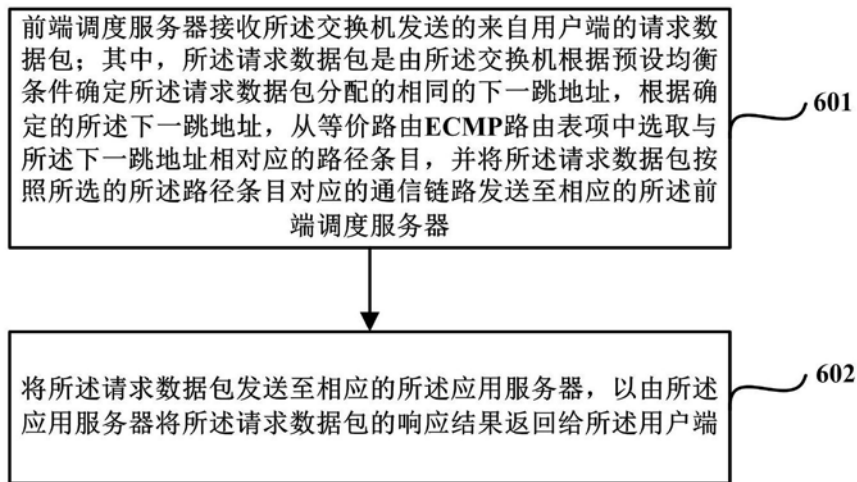 前端调度服务器接收所述交换机发送的来自用户端的请求数
据包；其中，所述请求数据包是由所述交换机根据预设均衡
条件确定所述请求数据包分配的相同的下一跳地址，根据确
定的所述下一跳地址，从等价路由ECMP路由表项中选取与
所述下一跳地址相对应的路径条目，并将所述请求数据包按
照所选的所述路径条目对应的通信链路发送至相应的所述前
端调度服务器
601
将所述请求数据包发送至相应的所述应用服务器，以由所述
应用服务器将所述请求数据包的响应结果返回给所述用户端
602